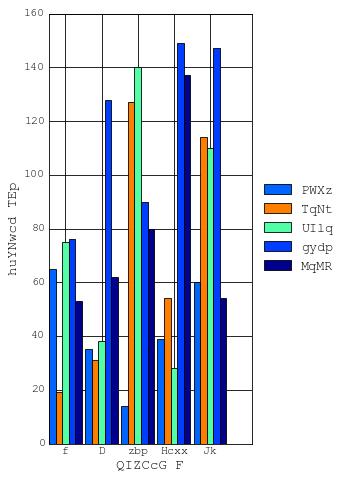 160
140
120
100
80
60
40
20
0
huYNwcd TEp
f D zbp Hcxx Jk
QIZCcG F
PWXz
TqNt
UIlq
gydp
MqMR